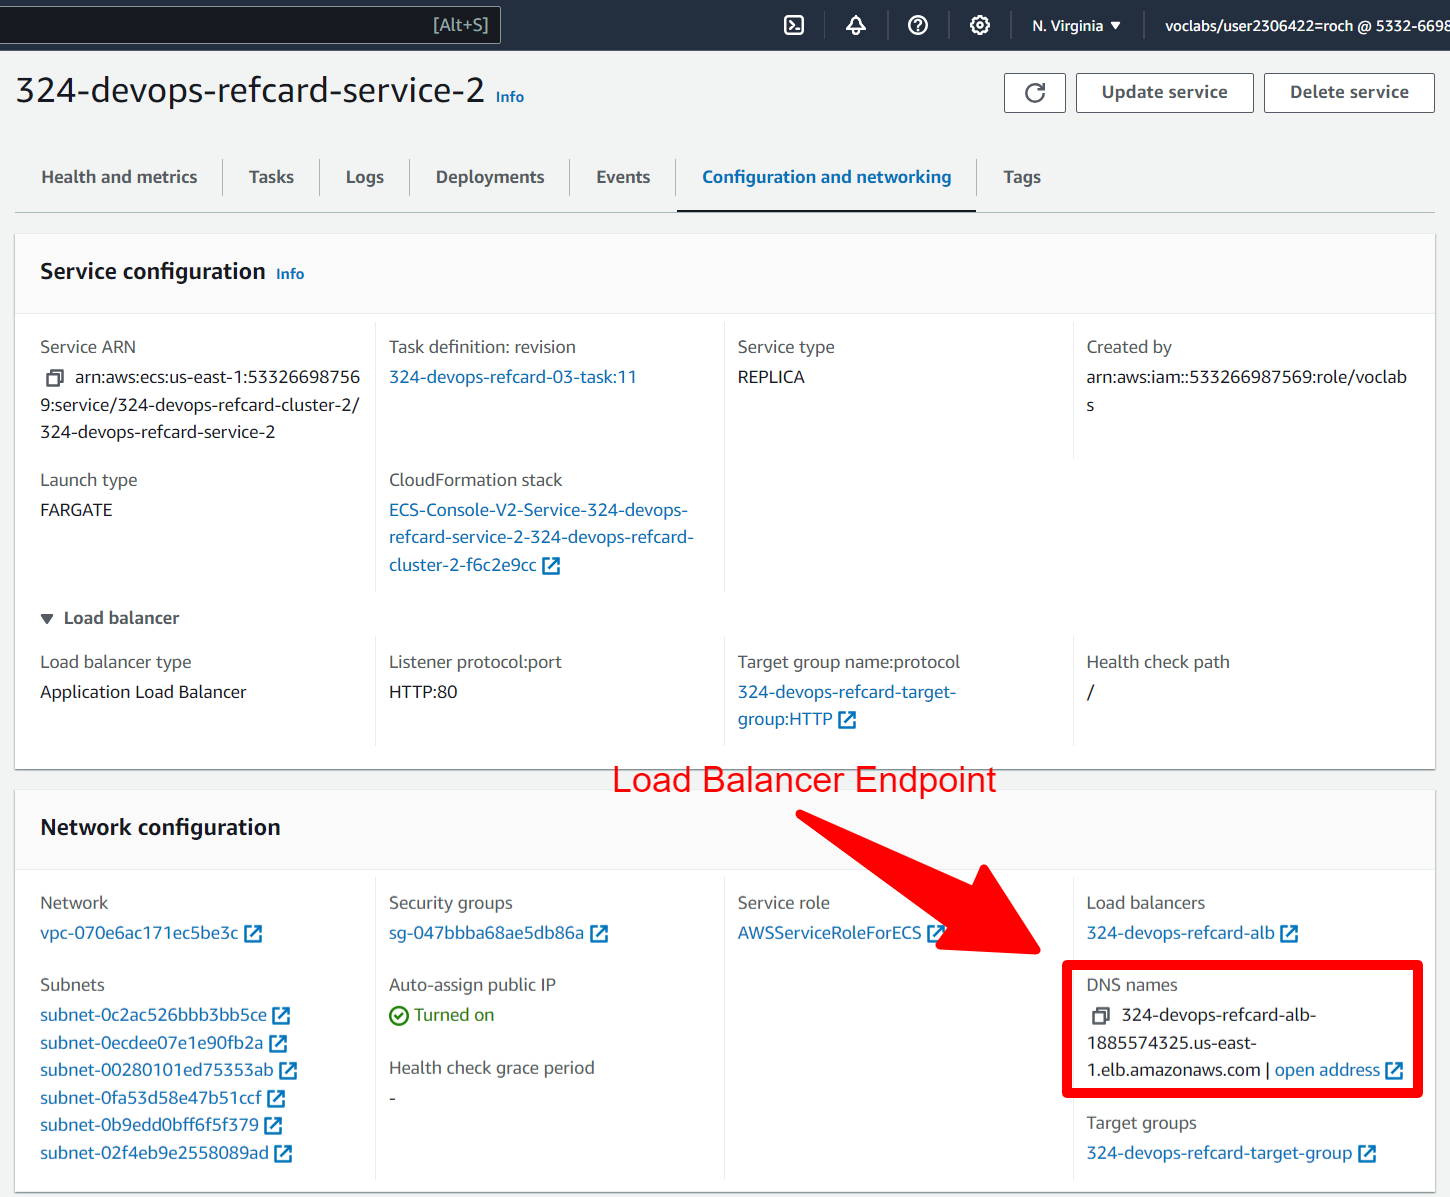 [Alt+S]
N. Virginia
voclabs/user2306422=roch @ 5332-6698
324-devops-refcard-service-2 Info
Update service
Delete service
Health and metrics
Tasks
Logs
Deployments
Events
Configuration and networking
Tags
Service configuration Info
Service ARN
arn:aws:ecs:us-east-1:53326698756
9:service/324-devops-refcard-cluster-2/
324-devops-refcard-service-2
Task definition: revision
324-devops-refcard-03-task:11
Service type
REPLICA
Created by
arn:aws:iam::533266987569:role/voclab
s
Launch type
FARGATE
CloudFormation stack
ECS-Console-V2-Service-324-devops-
refcard-service-2-324-devops-refcard-
cluster-2-f6c2e9cc
Load balancer
Load balancer type
Application Load Balancer
Listener protocol:port
HTTP:80
Target group name:protocol
324-devops-refcard-target-
group:HTTP
Health check path
/
Load Balancer Endpoint
Network configuration
Network
vpc-070e6ac171ec5be3c
Subnets
subnet-0c2ac526bbb3bb5ce
subnet-0ecdee07e1e90fb2a
subnet-00280101ed75353ab
subnet-0fa53d58e47b51ccf
subnet-0b9edd0bff6f5f379
subnet-02f4eb9e2558089ad
Security groups
sg-047bbba68ae5db86a
Auto-assign public IP
Turned on
Health check grace period
-
Service role
AWSServiceRoleForECS
Load balancers
324-devops-refcard-alb
DNS names
324-devops-refcard-alb-
1885574325.us-east-
1.elb.amazonaws.com | open address
Target groups
324-devops-refcard-target-group